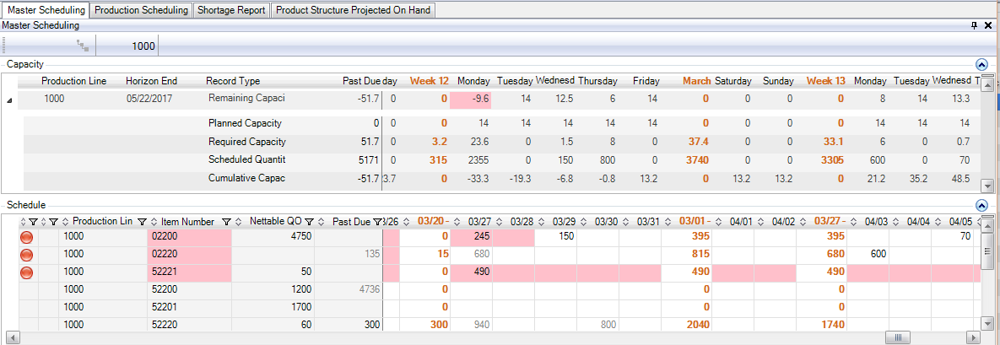 Master Scheduling Production Scheduling Shortage Report Product Structure Projected On Hand
Master Scheduling
1000
Capacity
Production Line Horizon End Record Type Past Due day Week 12 Monday Tuesday Wednesd Thursday Friday March Saturday Sunday Week 13 Monday Tuesday Wednesd T
1000 05/22/2017 Remaining Capaci -51.7 0 0 -9.6 14 12.5 6 14 0 0 0 0 8 14 13.3
Planned Capacity 0 0 0 14 14 14 14 14 0 0 0 0 14 14 14
Required Capacity 51.7 0 3.2 23.6 0 1.5 8 0 37.4 0 0 33.1 6 0 0.7
Scheduled Quantit 5171 0 315 2355 0 150 800 0 3740 0 0 3305 600 0 70
Cumulative Capac -51.7 3.7 0 -33.3 -19.3 -6.8 -0.8 13.2 0 13.2 13.2 0 21.2 35.2 48.5
Schedule
Production Lin Item Number Nettable QO Past Due 3/26 03/20 - 03/27 03/28 03/29 03/30 03/31 03/01 - 04/01 04/02 03/27 - 04/03 04/04 04/05
1000 02200 4750 0 245 150 395 395 70
1000 02220 135 15 680 815 680 600
1000 52221 50 0 490 490 490
1000 52200 1200 4736 0 0 0
1000 52201 1700 0 0 0
1000 52220 60 300 300 940 800 2040 1740